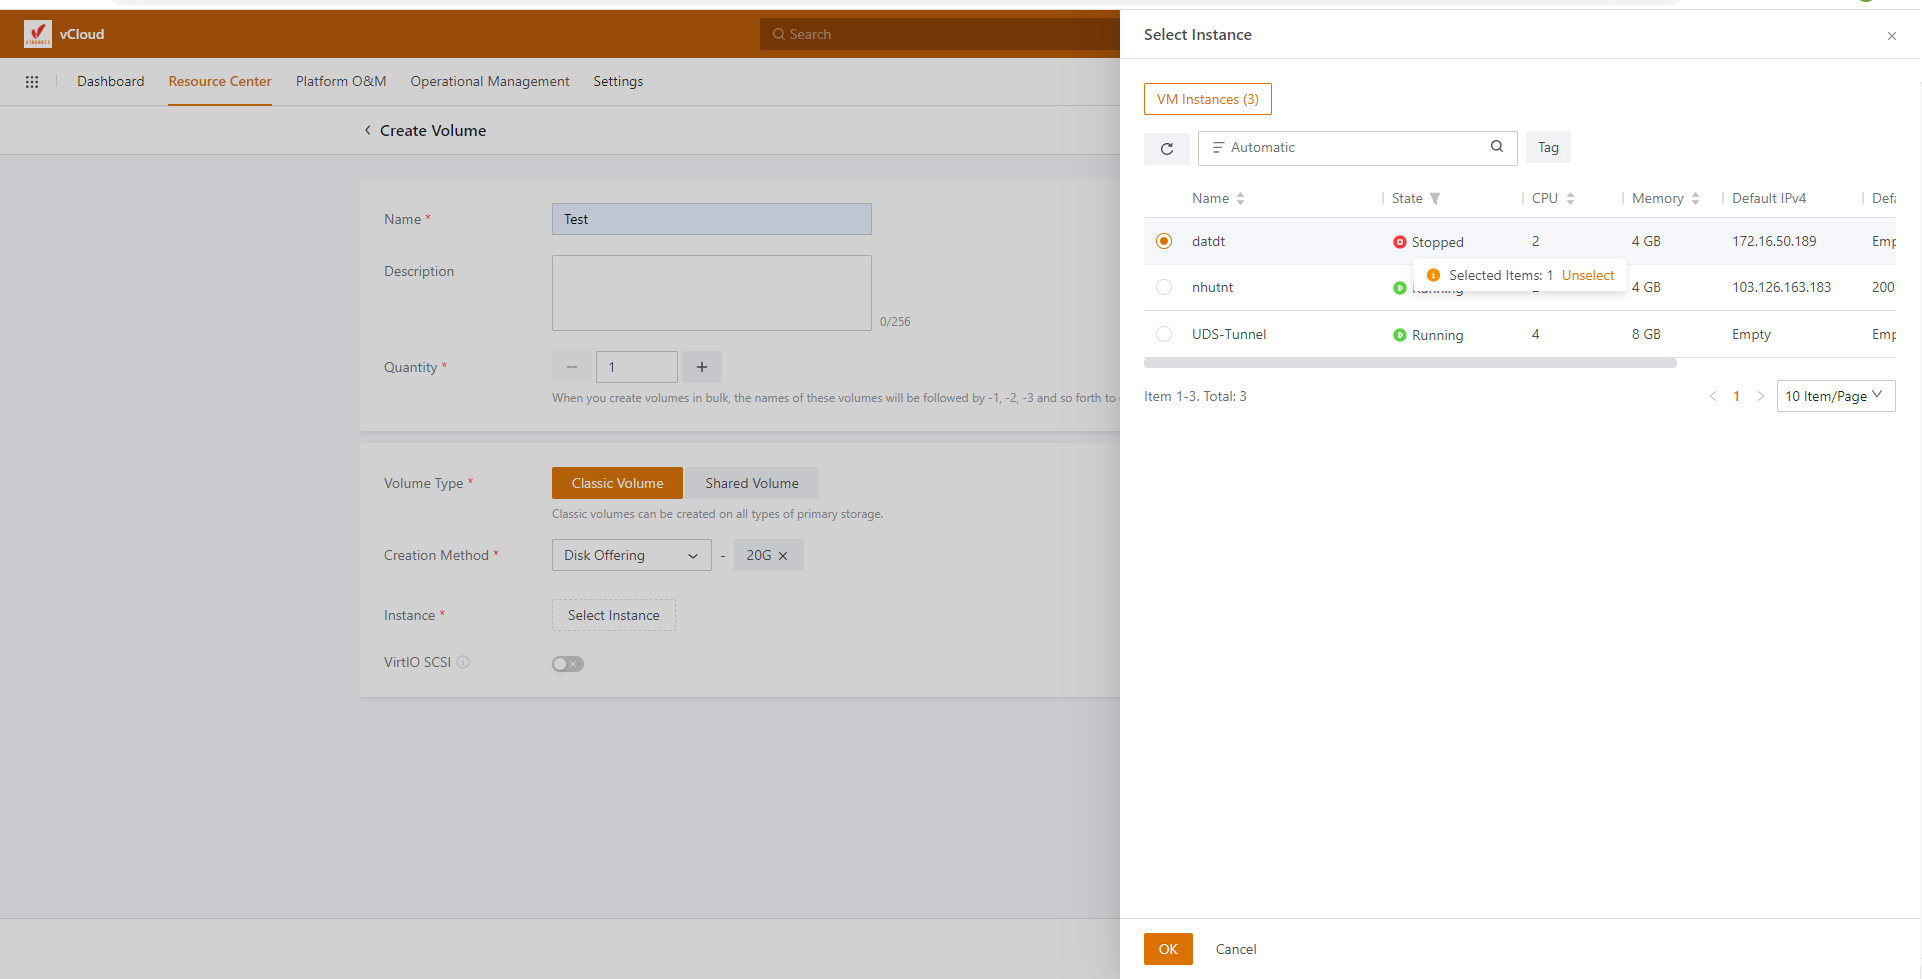 vCloud
Search
Dashboard Resource Center Platform O&M Operational Management Settings
Create Volume
Name * Test
Description
0/256
Quantity * 1
When you create volumes in bulk, the names of these volumes will be followed by -1, -2, -3 and so forth to
Volume Type * Classic Volume Shared Volume
Classic volumes can be created on all types of primary storage.
Creation Method * Disk Offering - 20G
Instance * Select Instance
VirtIO SCSI
Select Instance
VM Instances (3)
Automatic Tag
Name State CPU Memory Default IPv4 Defa
datdt Stopped 2 4 GB 172.16.50.189 Emp
Selected Items: 1 Unselect
nhutnt Running 4 GB 103.126.163.183 200
UDS-Tunnel Running 4 8 GB Empty Emp
Item 1-3. Total: 3 1 10 Item/Page
OK Cancel